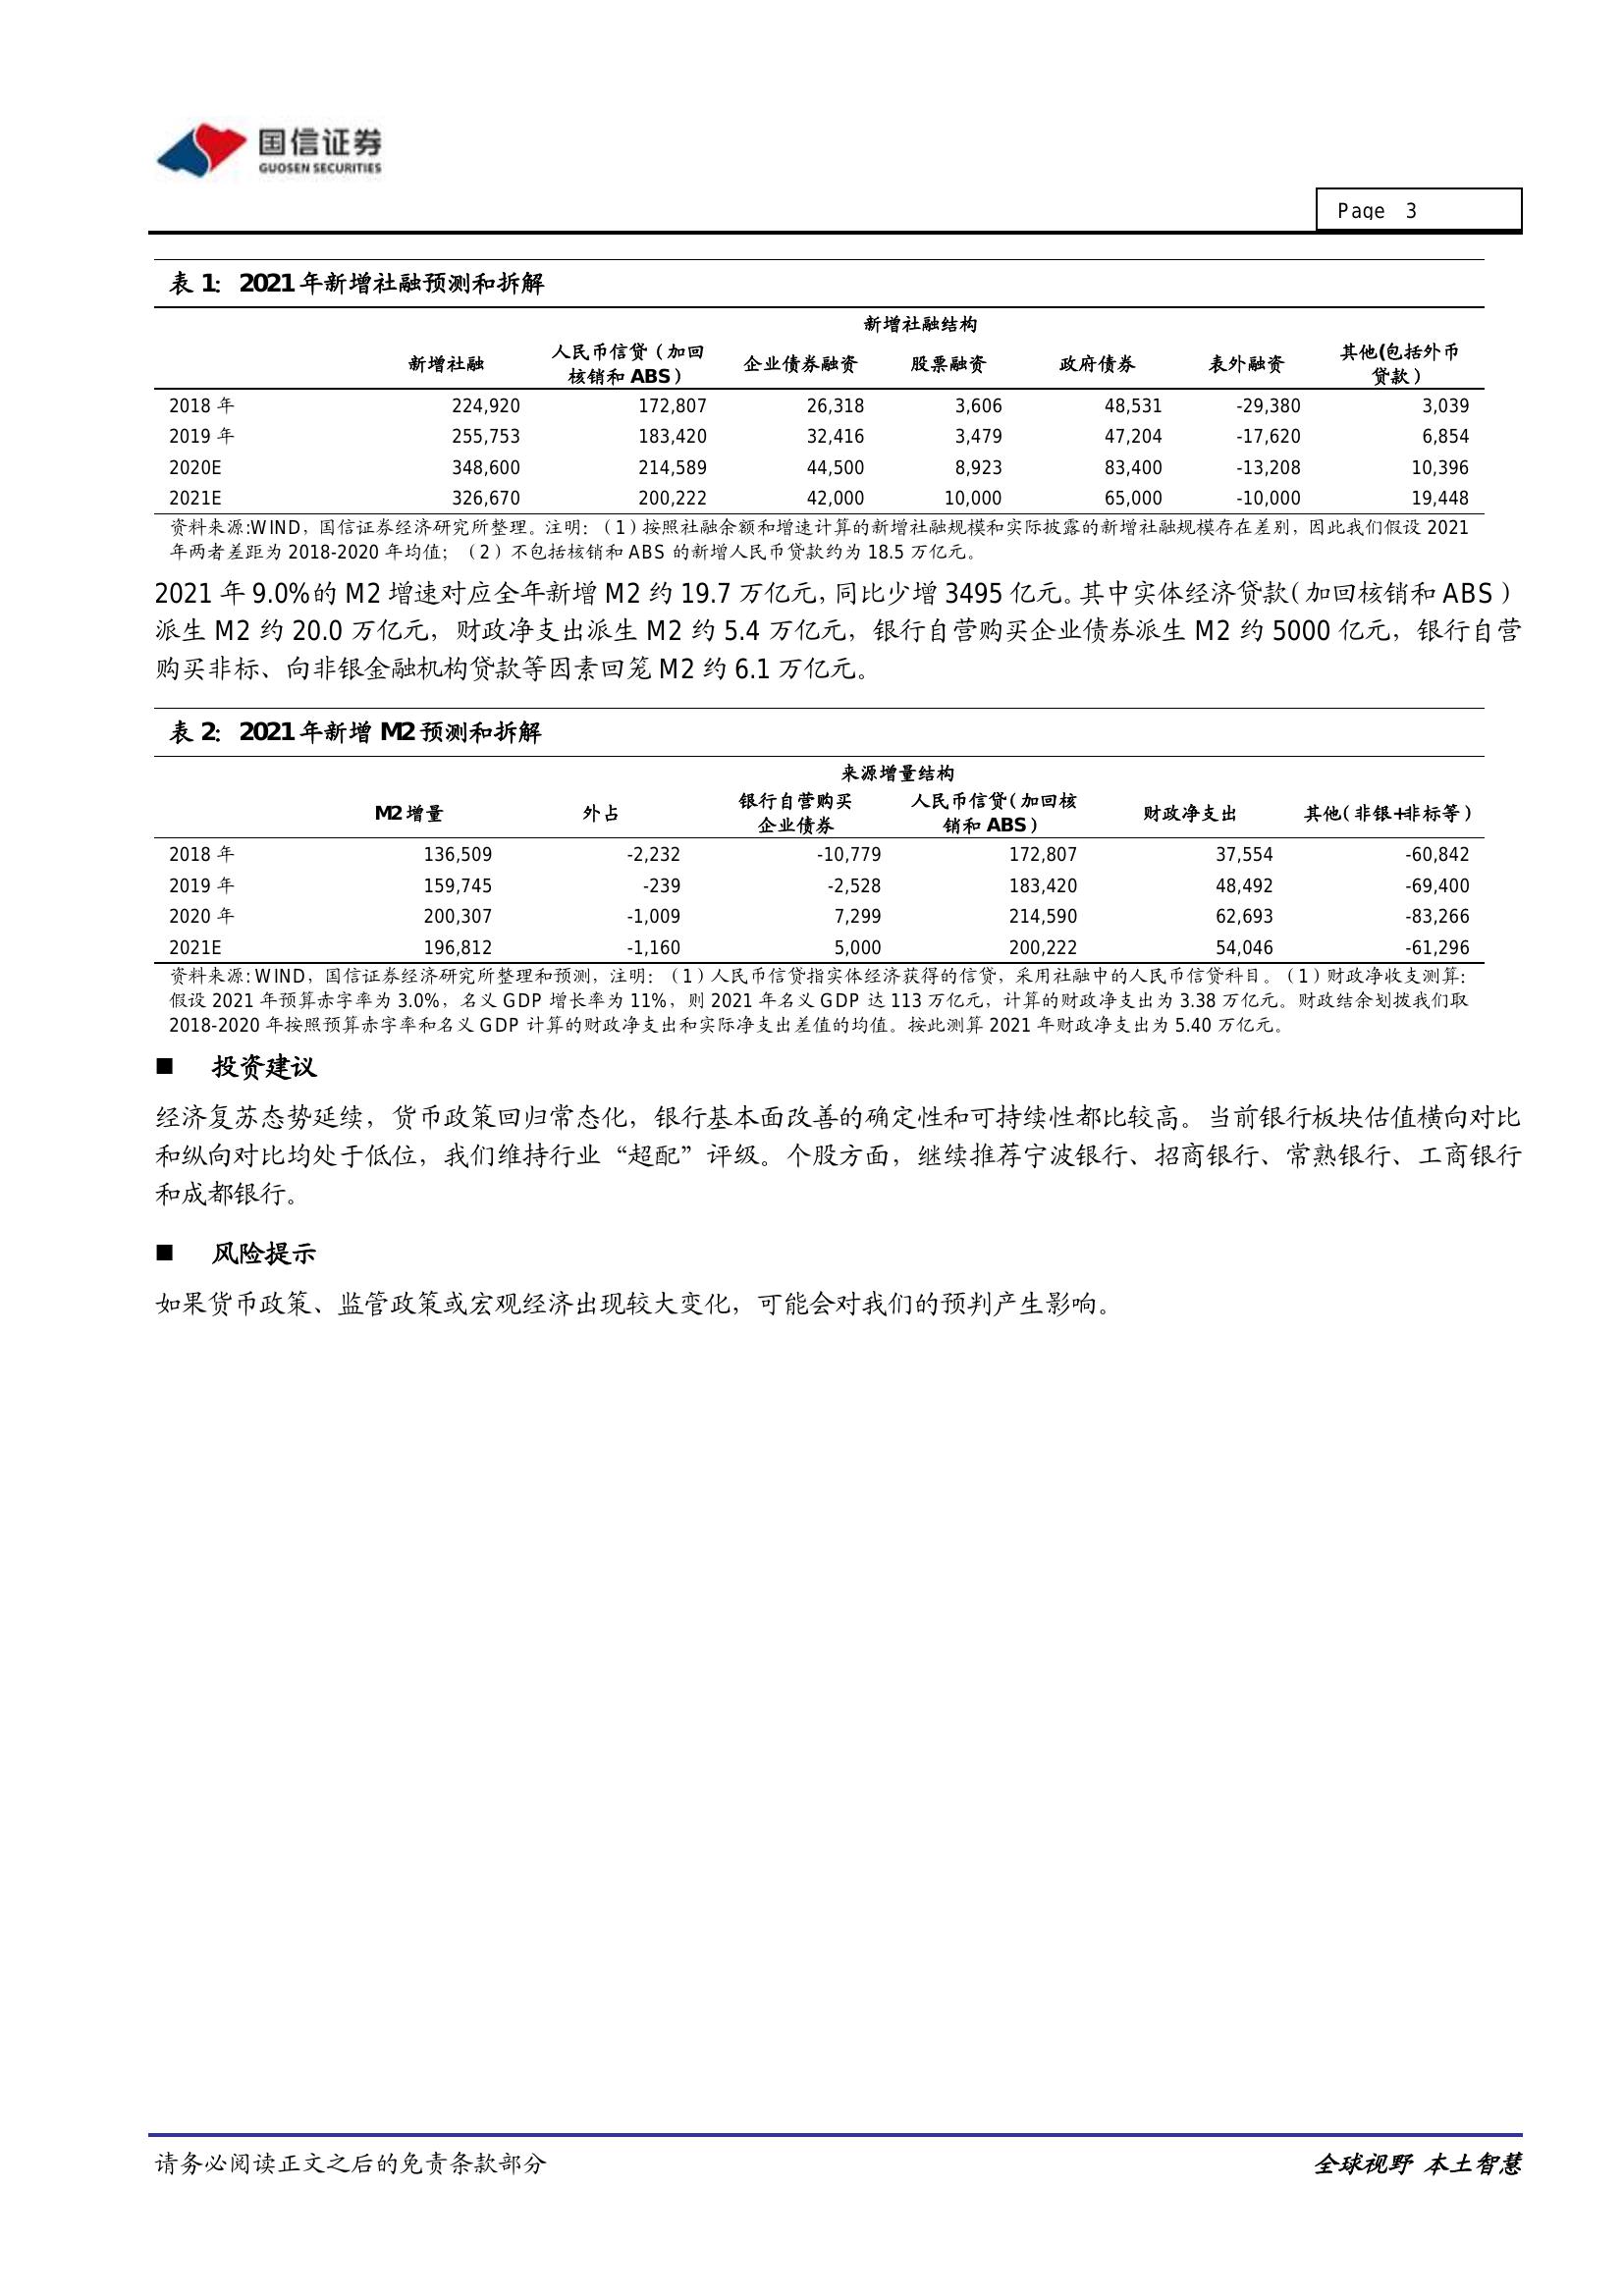 国信证券
GUOSEN SECURITIES
Page 3
表 1: 2021 年新增社融预测和拆解
新增社融结构
新增社融 人民币信贷（加回核销和 ABS） 企业债券融资 股票融资 政府债券 表外融资 其他(包括外币贷款）
2018 年 224,920 172,807 26,318 3,606 48,531 -29,380 3,039
2019 年 255,753 183,420 32,416 3,479 47,204 -17,620 6,854
2020E 348,600 214,589 44,500 8,923 83,400 -13,208 10,396
2021E 326,670 200,222 42,000 10,000 65,000 -10,000 19,448
资料来源:WIND，国信证券经济研究所整理。注明：（1）按照社融余额和增速计算的新增社融规模和实际披露的新增社融规模存在差别，因此我们假设 2021
年两者差距为 2018-2020 年均值；（2）不包括核销和 ABS 的新增人民币贷款约为 18.5 万亿元。
2021 年 9.0%的 M2 增速对应全年新增 M2 约 19.7 万亿元，同比少增 3495 亿元。其中实体经济贷款（加回核销和 ABS）
派生 M2 约 20.0 万亿元，财政净支出派生 M2 约 5.4 万亿元，银行自营购买企业债券派生 M2 约 5000 亿元，银行自营
购买非标、向非银金融机构贷款等因素回笼 M2 约 6.1 万亿元。
表 2: 2021 年新增 M2 预测和拆解
来源增量结构
M2 增量 外占 银行自营购买企业债券 人民币信贷（加回核销和 ABS） 财政净支出 其他（非银+非标等）
2018 年 136,509 -2,232 -10,779 172,807 37,554 -60,842
2019 年 159,745 -239 -2,528 183,420 48,492 -69,400
2020 年 200,307 -1,009 7,299 214,590 62,693 -83,266
2021E 196,812 -1,160 5,000 200,222 54,046 -61,296
资料来源: WIND，国信证券经济研究所整理和预测，注明：（1）人民币信贷指实体经济获得的信贷，采用社融中的人民币信贷科目。（1）财政净收支测算：
假设 2021 年预算赤字率为 3.0%，名义 GDP 增长率为 11%，则 2021 年名义 GDP 达 113 万亿元，计算的财政净支出为 3.38 万亿元。财政结余划拨我们取
2018-2020 年按照预算赤字率和名义 GDP 计算的财政净支出和实际净支出差值的均值。按此测算 2021 年财政净支出为 5.40 万亿元。
■ 投资建议
经济复苏态势延续，货币政策回归常态化，银行基本面改善的确定性和可持续性都比较高。当前银行板块估值横向对比
和纵向对比均处于低位，我们维持行业“超配”评级。个股方面，继续推荐宁波银行、招商银行、常熟银行、工商银行
和成都银行。
■ 风险提示
如果货币政策、监管政策或宏观经济出现较大变化，可能会对我们的预判产生影响。
请务必阅读正文之后的免责条款部分
全球视野 本土智慧